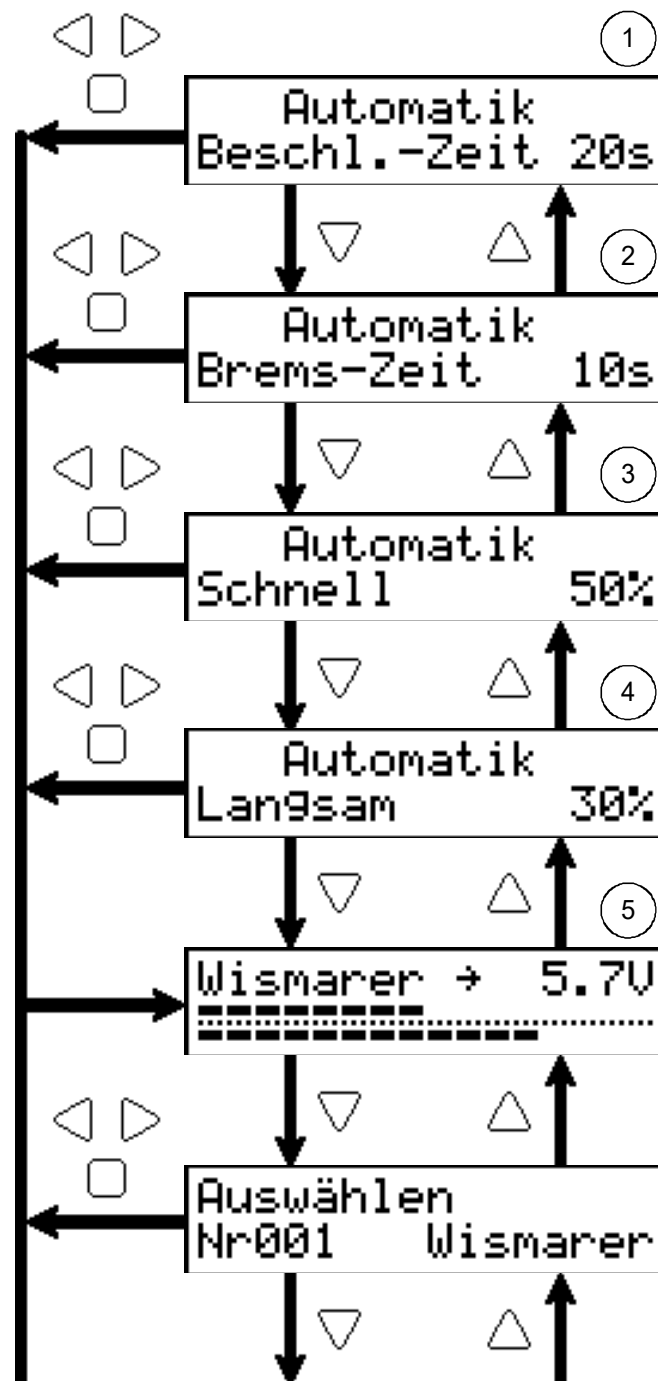 1
Automatik
Beschl.-Zeit 20s
2
Automatik
Brems-Zeit 10s
3
Automatik
Schnell 50%
4
Automatik
Langsam 30%
5
Wismarer → 5.7V
Auswählen
Nr001 Wismarer